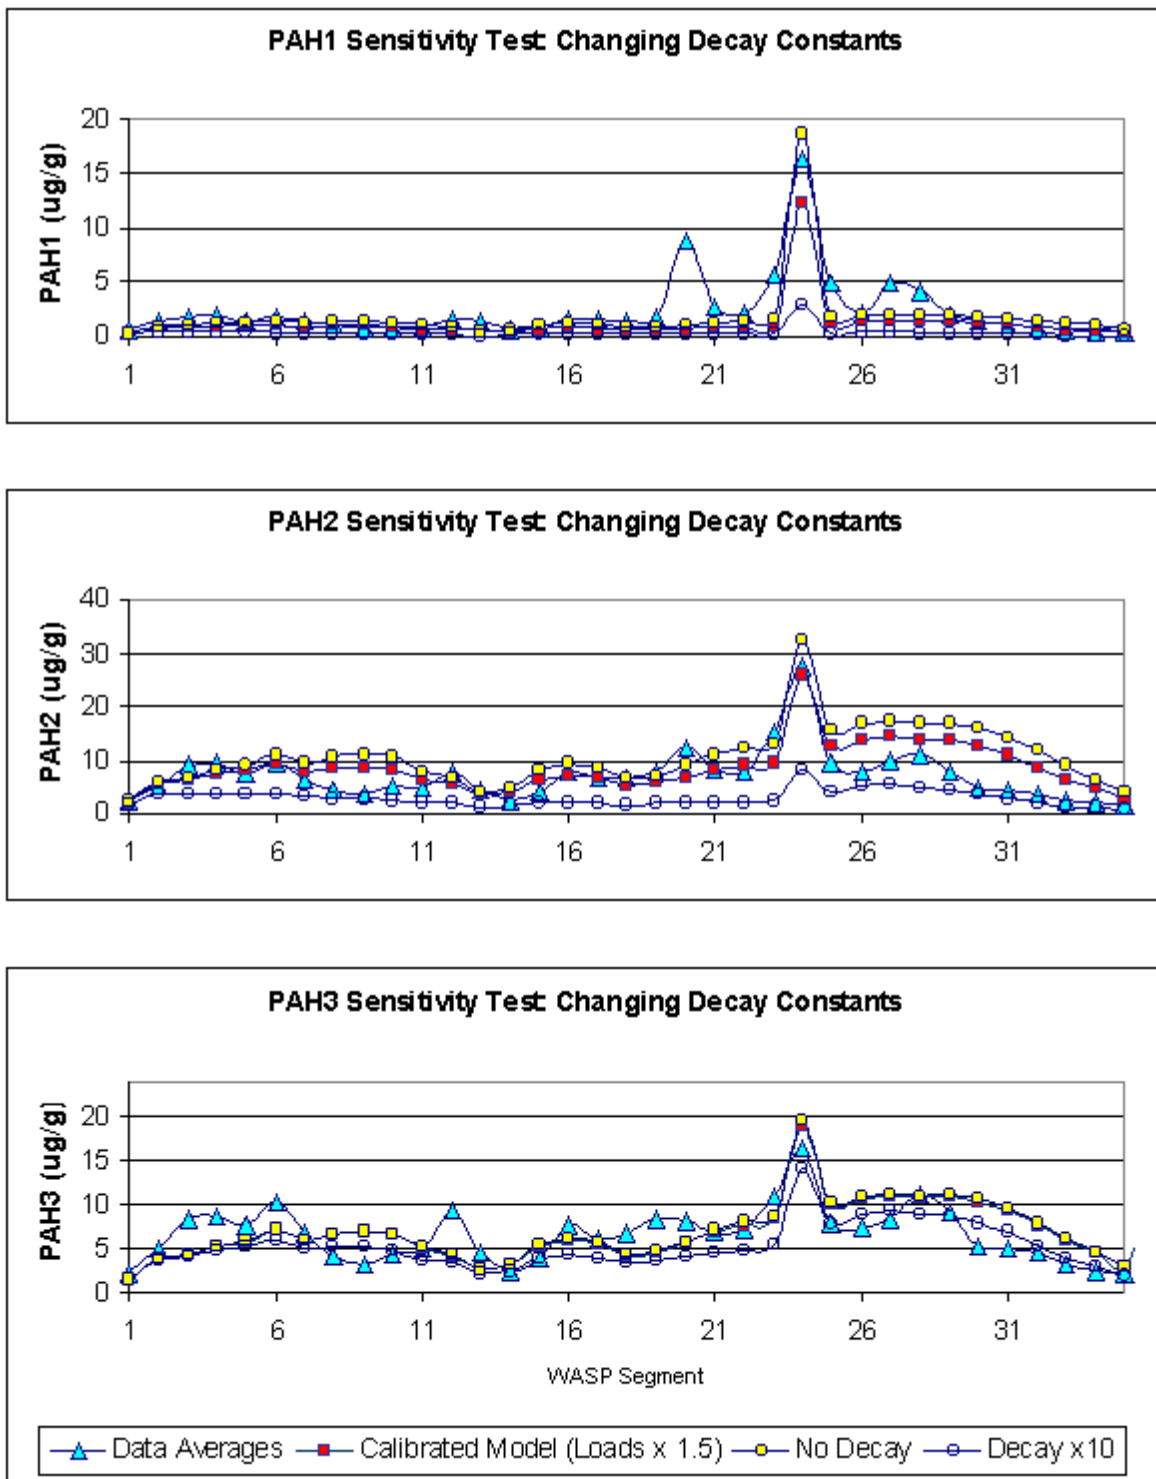 PAH1 Sensitivity Test: Changing Decay Constants
PAH1 (ug/g)
20
15
10
5
0
1 6 11 16 21 26 31
PAH2 Sensitivity Test: Changing Decay Constants
PAH2 (ug/g)
40
30
20
10
0
1 6 11 16 21 26 31
PAH3 Sensitivity Test: Changing Decay Constants
PAH3 (ug/g)
20
15
10
5
0
1 6 11 16 21 26 31
WASP Segment
Data Averages Calibrated Model (Loads x 1.5) No Decay Decay x10